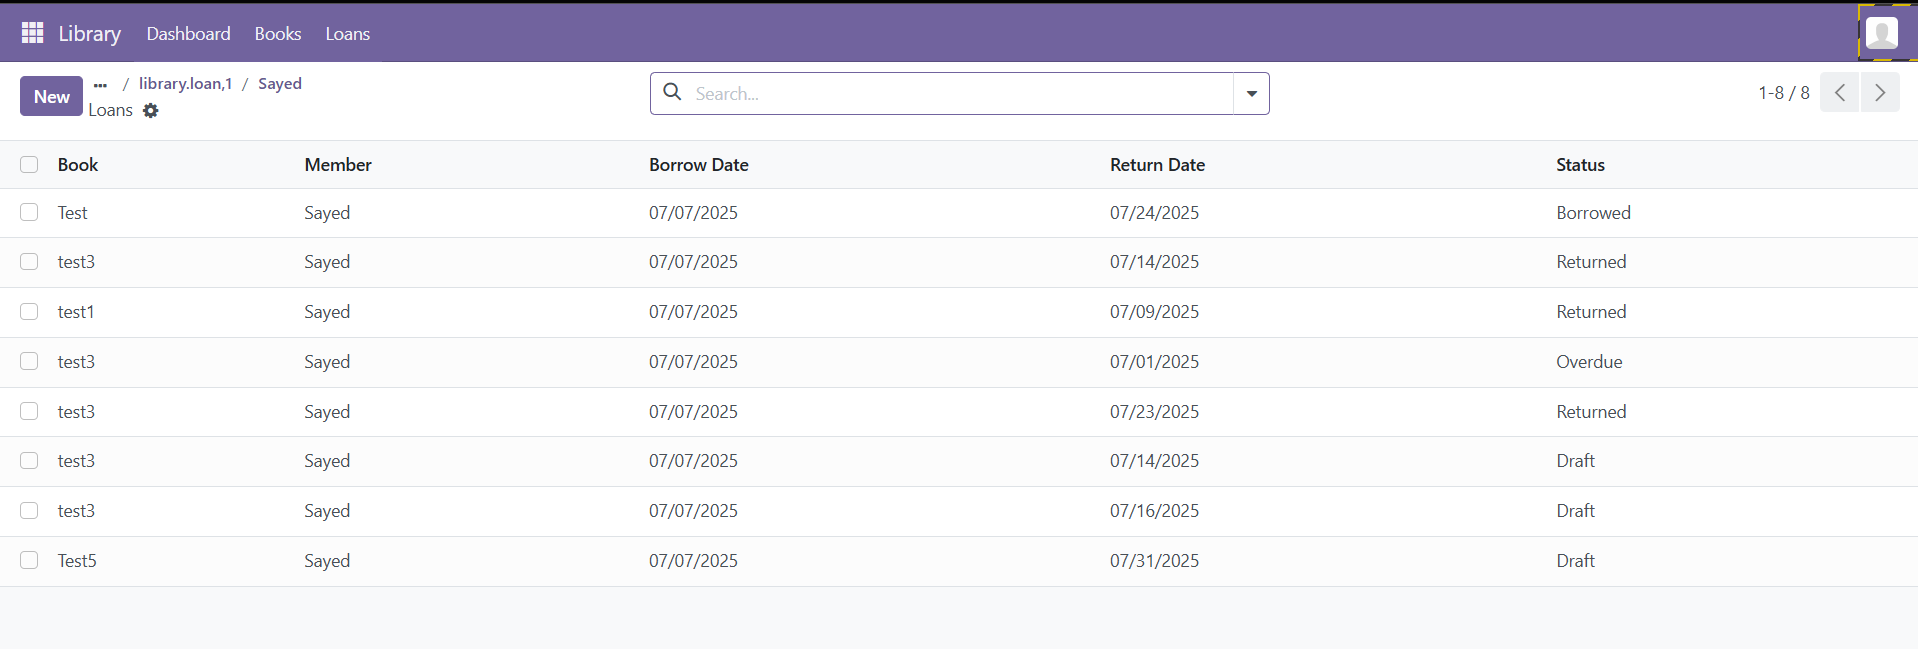 Library Dashboard Books Loans
New ... / library.loan,1 / Sayed
Loans
Search...
1-8 / 8
Book Member Borrow Date Return Date Status
Test Sayed 07/07/2025 07/24/2025 Borrowed
test3 Sayed 07/07/2025 07/14/2025 Returned
test1 Sayed 07/07/2025 07/09/2025 Returned
test3 Sayed 07/07/2025 07/01/2025 Overdue
test3 Sayed 07/07/2025 07/23/2025 Returned
test3 Sayed 07/07/2025 07/14/2025 Draft
test3 Sayed 07/07/2025 07/16/2025 Draft
Test5 Sayed 07/07/2025 07/31/2025 Draft